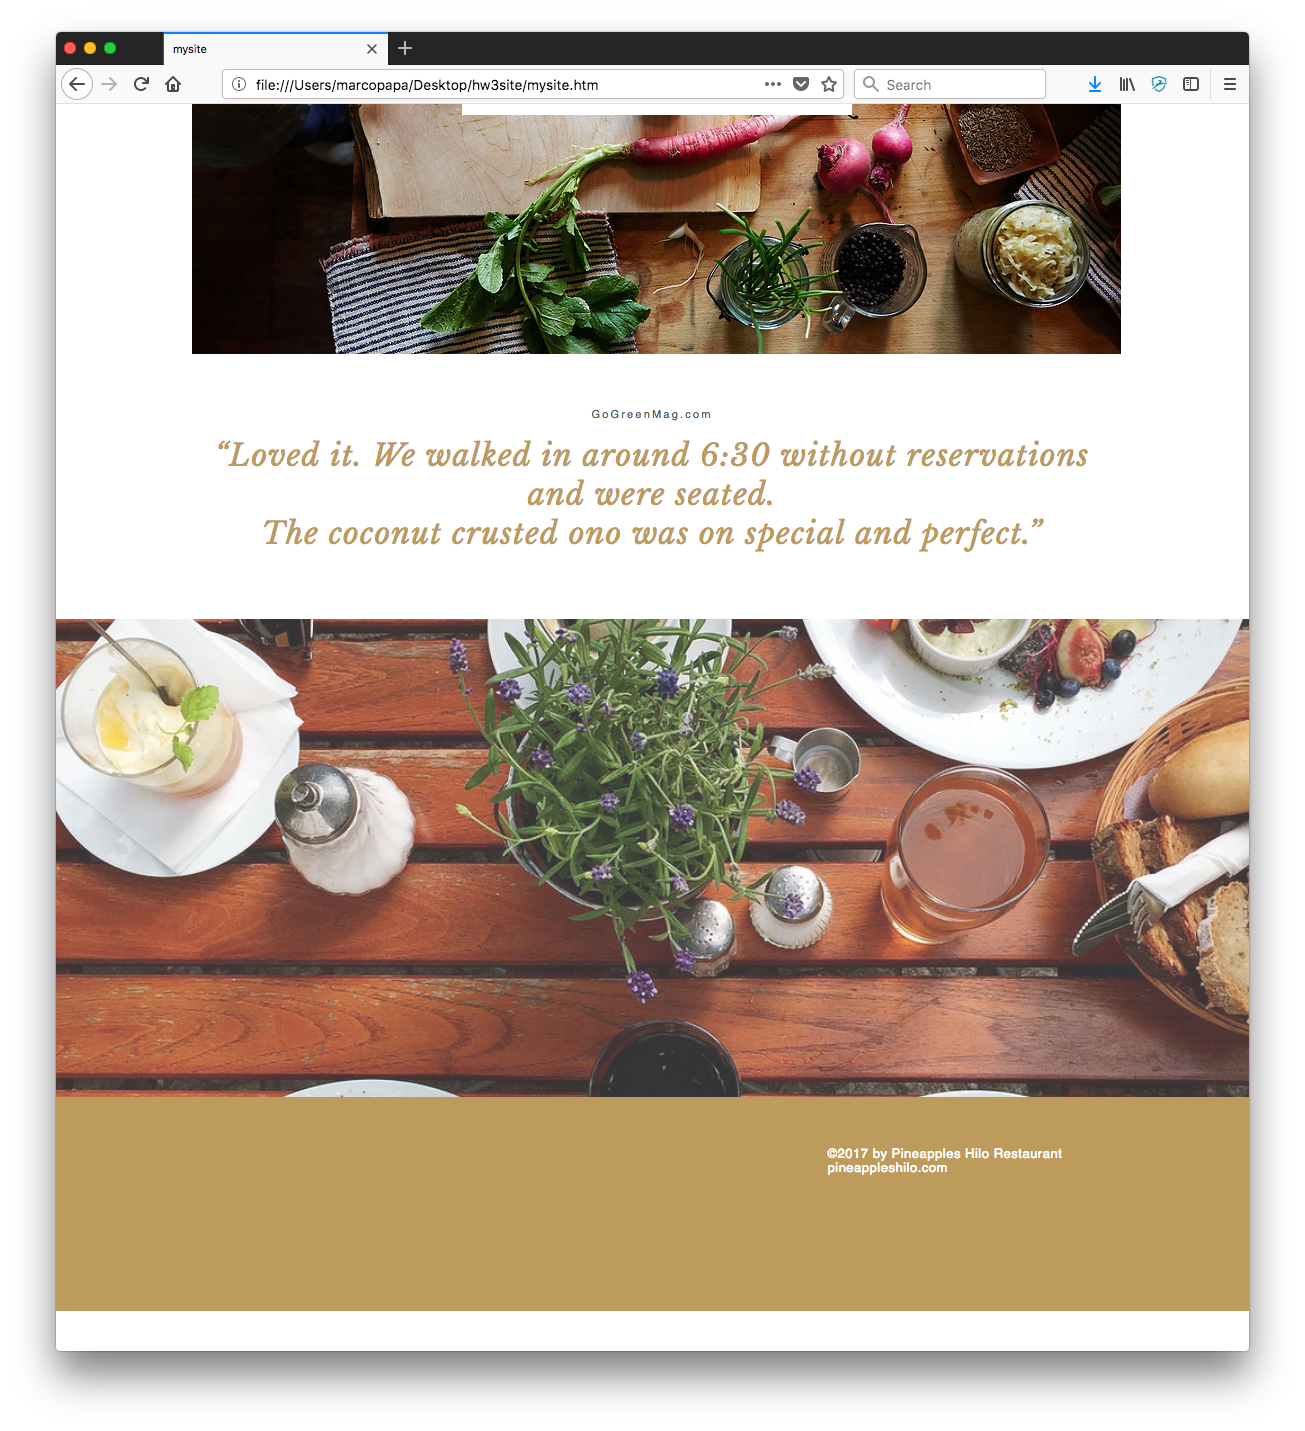 mysite
file:///Users/marcopapa/Desktop/hw3site/mysite.htm
Search
GoGreenMag.com
“Loved it. We walked in around 6:30 without reservations
and were seated.
The coconut crusted ono was on special and perfect.”
©2017 by Pineapples Hilo Restaurant
pineappleshilo.com